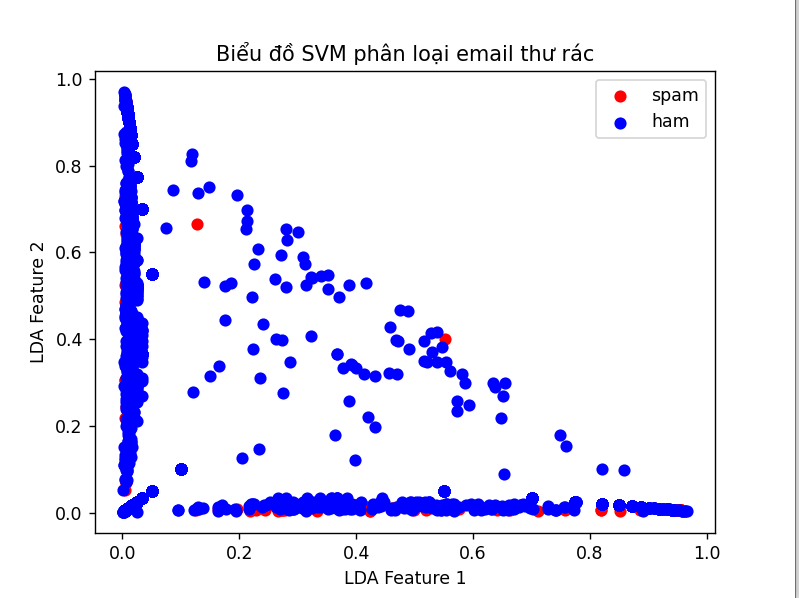 Biểu đồ SVM phân loại email thư rác
spam
ham
1.0
0.8
0.6
0.4
0.2
0.0
LDA Feature 2
0.0 0.2 0.4 0.6 0.8 1.0
LDA Feature 1